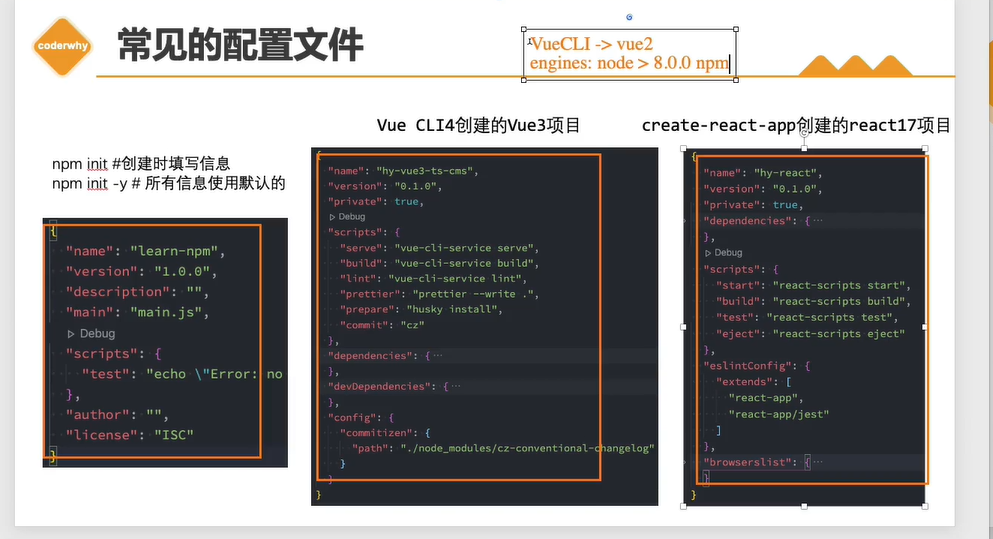 coderwhy
常见的配置文件
VueCLI -> vue2
engines: node > 8.0.0 npm
npm init #创建时填写信息
npm init -y # 所有信息使用默认的
{
"name": "learn-npm",
"version": "1.0.0",
"description": "",
"main": "main.js",
Debug
"scripts": {
"test": "echo \"Error: no
},
"author": "",
"license": "ISC"
}
Vue CLI4创建的Vue3项目
{
"name": "hy-vue3-ts-cms",
"version": "0.1.0",
"private": true,
Debug
"scripts": {
"serve": "vue-cli-service serve",
"build": "vue-cli-service build",
"lint": "vue-cli-service lint",
"prettier": "prettier --write .",
"prepare": "husky install",
"commit": "cz"
},
"dependencies": {···
},
"devDependencies": {···
},
"config": {
"commitizen": {
"path": "./node_modules/cz-conventional-changelog"
}
}
}
create-react-app创建的react17项目
{
"name": "hy-react",
"version": "0.1.0",
"private": true,
"dependencies": {···
},
Debug
"scripts": {
"start": "react-scripts start",
"build": "react-scripts build",
"test": "react-scripts test",
"eject": "react-scripts eject"
},
"eslintConfig": {
"extends": [
"react-app",
"react-app/jest"
]
},
"browserslist": {···
}
}